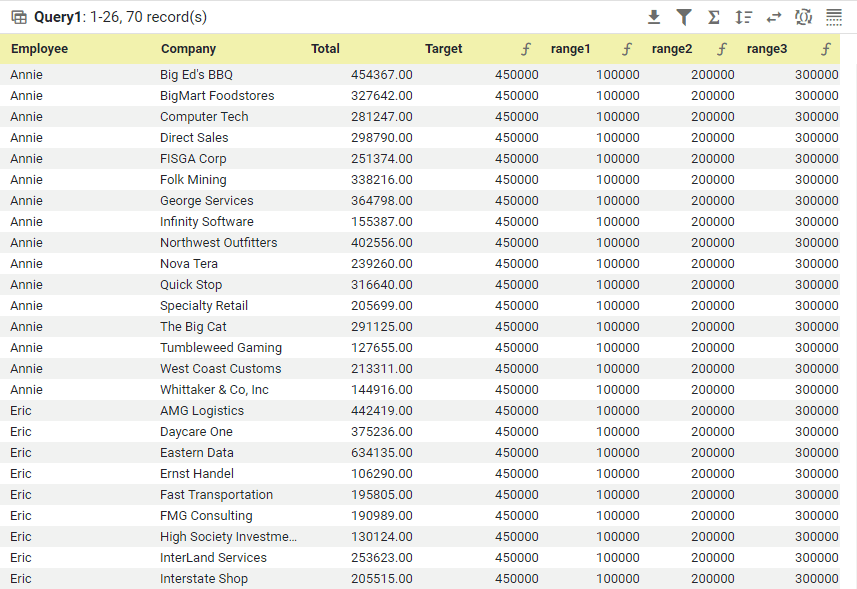 Query1: 1-26, 70 record(s)
Employee Company Total Target range1 range2 range3
Annie Big Ed's BBQ 454367.00 450000 100000 200000 300000
Annie BigMart Foodstores 327642.00 450000 100000 200000 300000
Annie Computer Tech 281247.00 450000 100000 200000 300000
Annie Direct Sales 298790.00 450000 100000 200000 300000
Annie FISGA Corp 251374.00 450000 100000 200000 300000
Annie Folk Mining 338216.00 450000 100000 200000 300000
Annie George Services 364798.00 450000 100000 200000 300000
Annie Infinity Software 155387.00 450000 100000 200000 300000
Annie Northwest Outfitters 402556.00 450000 100000 200000 300000
Annie Nova Tera 239260.00 450000 100000 200000 300000
Annie Quick Stop 316640.00 450000 100000 200000 300000
Annie Specialty Retail 205699.00 450000 100000 200000 300000
Annie The Big Cat 291125.00 450000 100000 200000 300000
Annie Tumbleweed Gaming 127655.00 450000 100000 200000 300000
Annie West Coast Customs 213311.00 450000 100000 200000 300000
Annie Whittaker & Co, Inc 144916.00 450000 100000 200000 300000
Eric AMG Logistics 442419.00 450000 100000 200000 300000
Eric Daycare One 375236.00 450000 100000 200000 300000
Eric Eastern Data 634135.00 450000 100000 200000 300000
Eric Ernst Handel 106290.00 450000 100000 200000 300000
Eric Fast Transportation 195805.00 450000 100000 200000 300000
Eric FMG Consulting 190989.00 450000 100000 200000 300000
Eric High Society Investme... 130124.00 450000 100000 200000 300000
Eric InterLand Services 253623.00 450000 100000 200000 300000
Eric Interstate Shop 205515.00 450000 100000 200000 300000